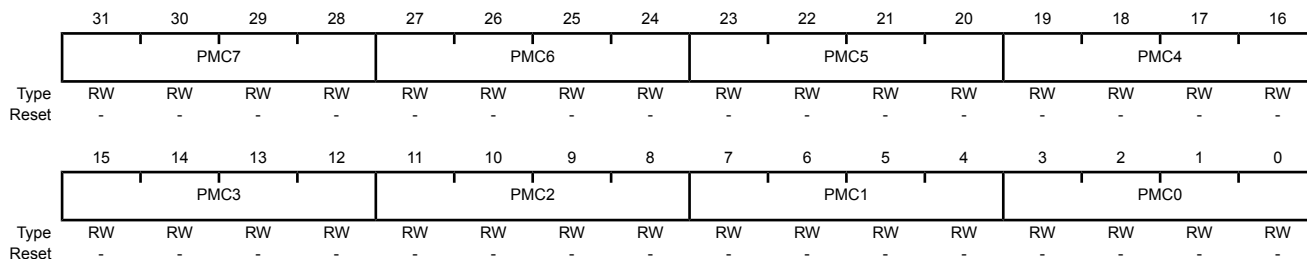 31 30 29 28 27 26 25 24 23 22 21 20 19 18 17 16
PMC7 PMC6 PMC5 PMC4
Type RW RW RW RW RW RW RW RW RW RW RW RW RW RW RW RW
Reset - - - - - - - - - - - - - - - -
15 14 13 12 11 10 9 8 7 6 5 4 3 2 1 0
PMC3 PMC2 PMC1 PMC0
Type RW RW RW RW RW RW RW RW RW RW RW RW RW RW RW RW
Reset - - - - - - - - - - - - - - - -